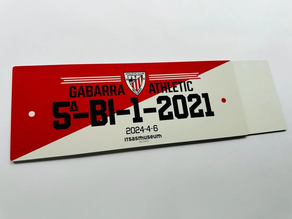 GABARRA ATHLETIC
5ª-BI-1-2021
2024-4-6
itsasmuseum